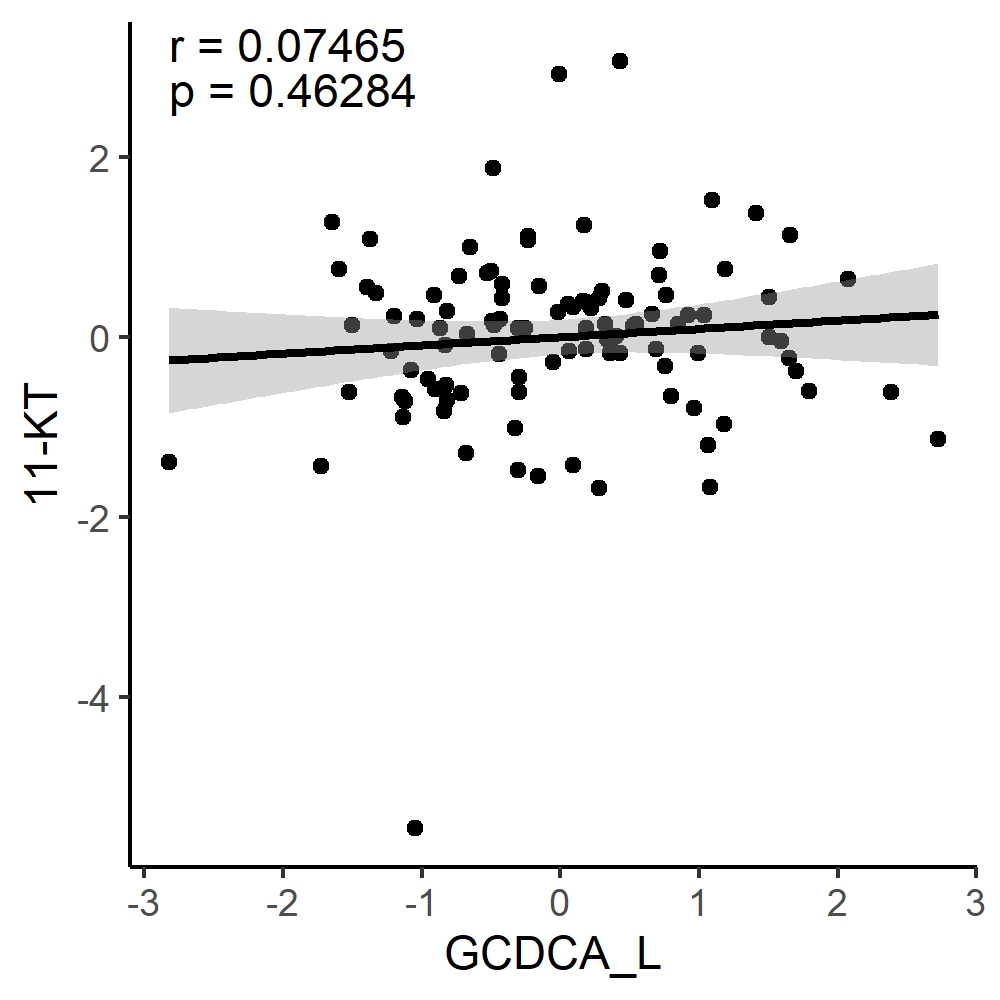 r = 0.07465
p = 0.46284
2
0
-2
-4
11-KT
-3 -2 -1 0 1 2 3
GCDCA_L